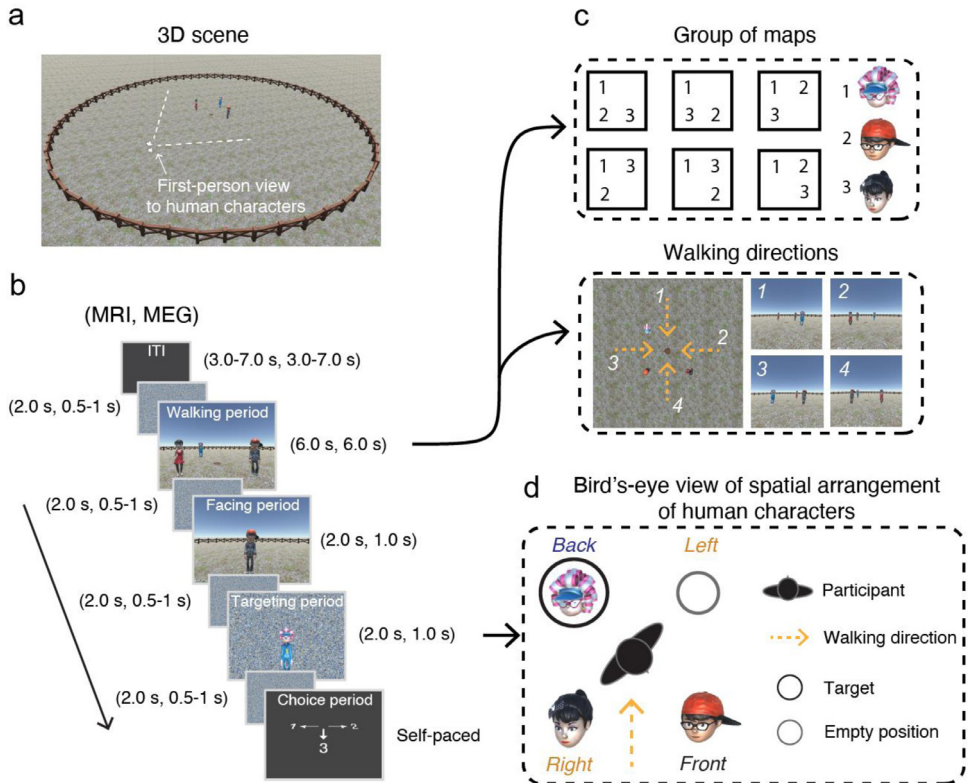 a
3D scene
First-person view
to human characters
b
(MRI, MEG)
ITI
(3.0-7.0 s, 3.0-7.0 s)
(2.0 s, 0.5-1 s)
Walking period
(6.0 s, 6.0 s)
(2.0 s, 0.5-1 s)
Facing period
(2.0 s, 1.0 s)
(2.0 s, 0.5-1 s)
Targeting period
(2.0 s, 1.0 s)
(2.0 s, 0.5-1 s)
Choice period
1 2
3
Self-paced
c
Group of maps
1
2 3
1
3 2
1 2
3
1 3
2
1 3
2
1 2
3
1
2
3
Walking directions
1
2
3
4
1 2
3 4
d
Bird's-eye view of spatial arrangement
of human characters
Back Left
Right Front
Participant
Walking direction
Target
Empty position